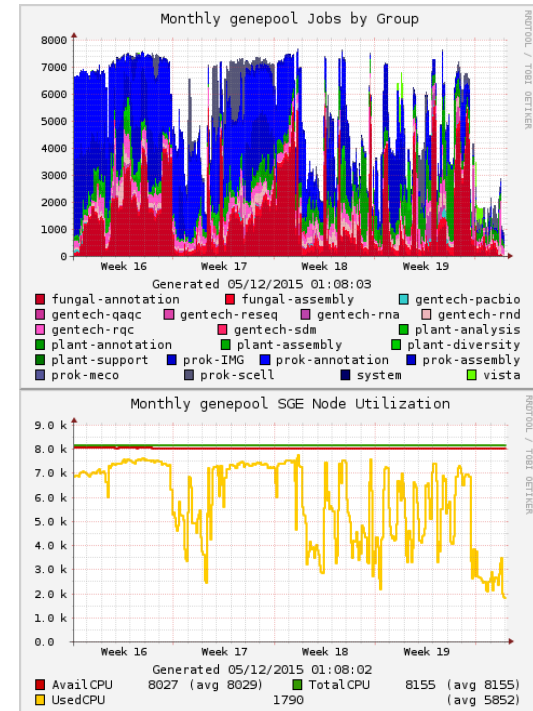 Monthly genepool Jobs by Group
RRDTOOL / TOBI OETIKER
8000
7000
6000
5000
4000
3000
2000
1000
0
Week 16 Week 17 Week 18 Week 19
Generated 05/12/2015 01:08:03
fungal-annotation fungal-assembly gentech-pacbio
gentech-qaqc gentech-reseq gentech-rna gentech-rnd
gentech-rqc gentech-sdm plant-analysis
plant-annotation plant-assembly plant-diversity
plant-support prok-IMG prok-annotation prok-assembly
prok-meco prok-scell system vista
Monthly genepool SGE Node Utilization
RRDTOOL / TOBI OETIKER
9.0 k
8.0 k
7.0 k
6.0 k
5.0 k
4.0 k
3.0 k
2.0 k
1.0 k
0.0
Week 16 Week 17 Week 18 Week 19
Generated 05/12/2015 01:08:02
AvailCPU 8027 (avg 8029) TotalCPU 8155 (avg 8155)
UsedCPU 1790 (avg 5852)